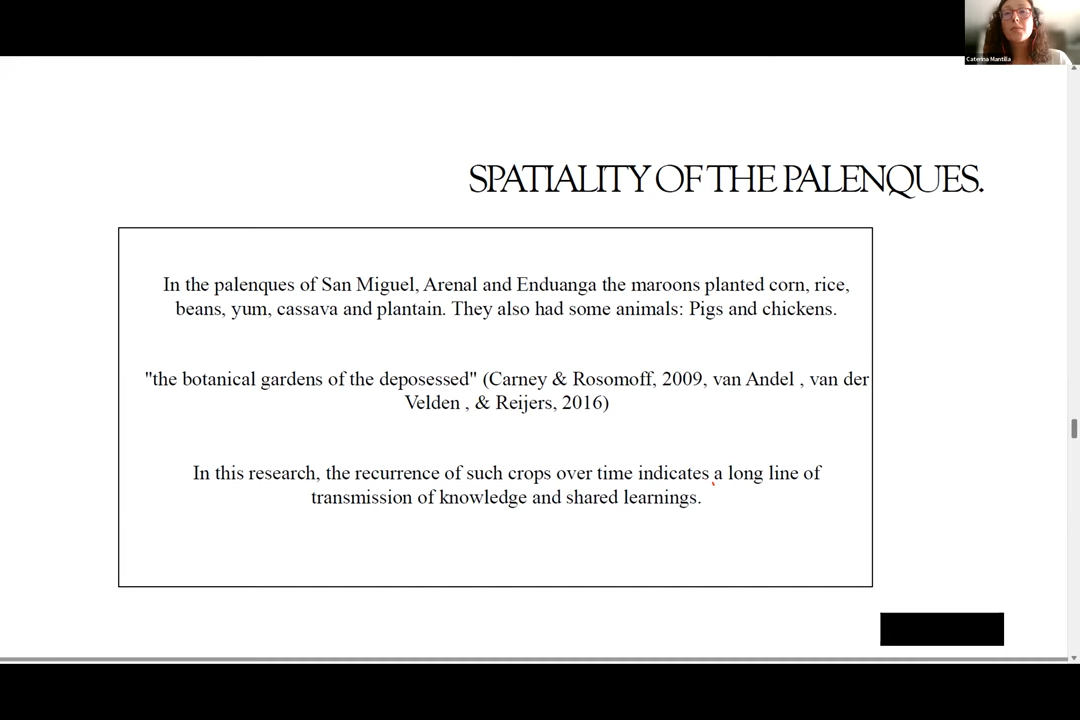 Caterina Mantilla
SPATIALITY OF THE PALENQUES.
In the palenques of San Miguel, Arenal and Enduanga the maroons planted corn, rice,
beans, yum, cassava and plantain. They also had some animals: Pigs and chickens.
"the botanical gardens of the deposessed" (Carney & Rosomoff, 2009, van Andel , van der
Velden , & Reijers, 2016)
In this research, the recurrence of such crops over time indicates a long line of
transmission of knowledge and shared learnings.